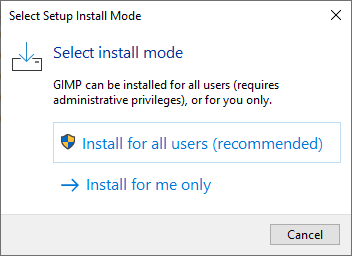 Select Setup Install Mode
Select install mode
GIMP can be installed for all users (requires
administrative privileges), or for you only.
Install for all users (recommended)
Install for me only
Cancel